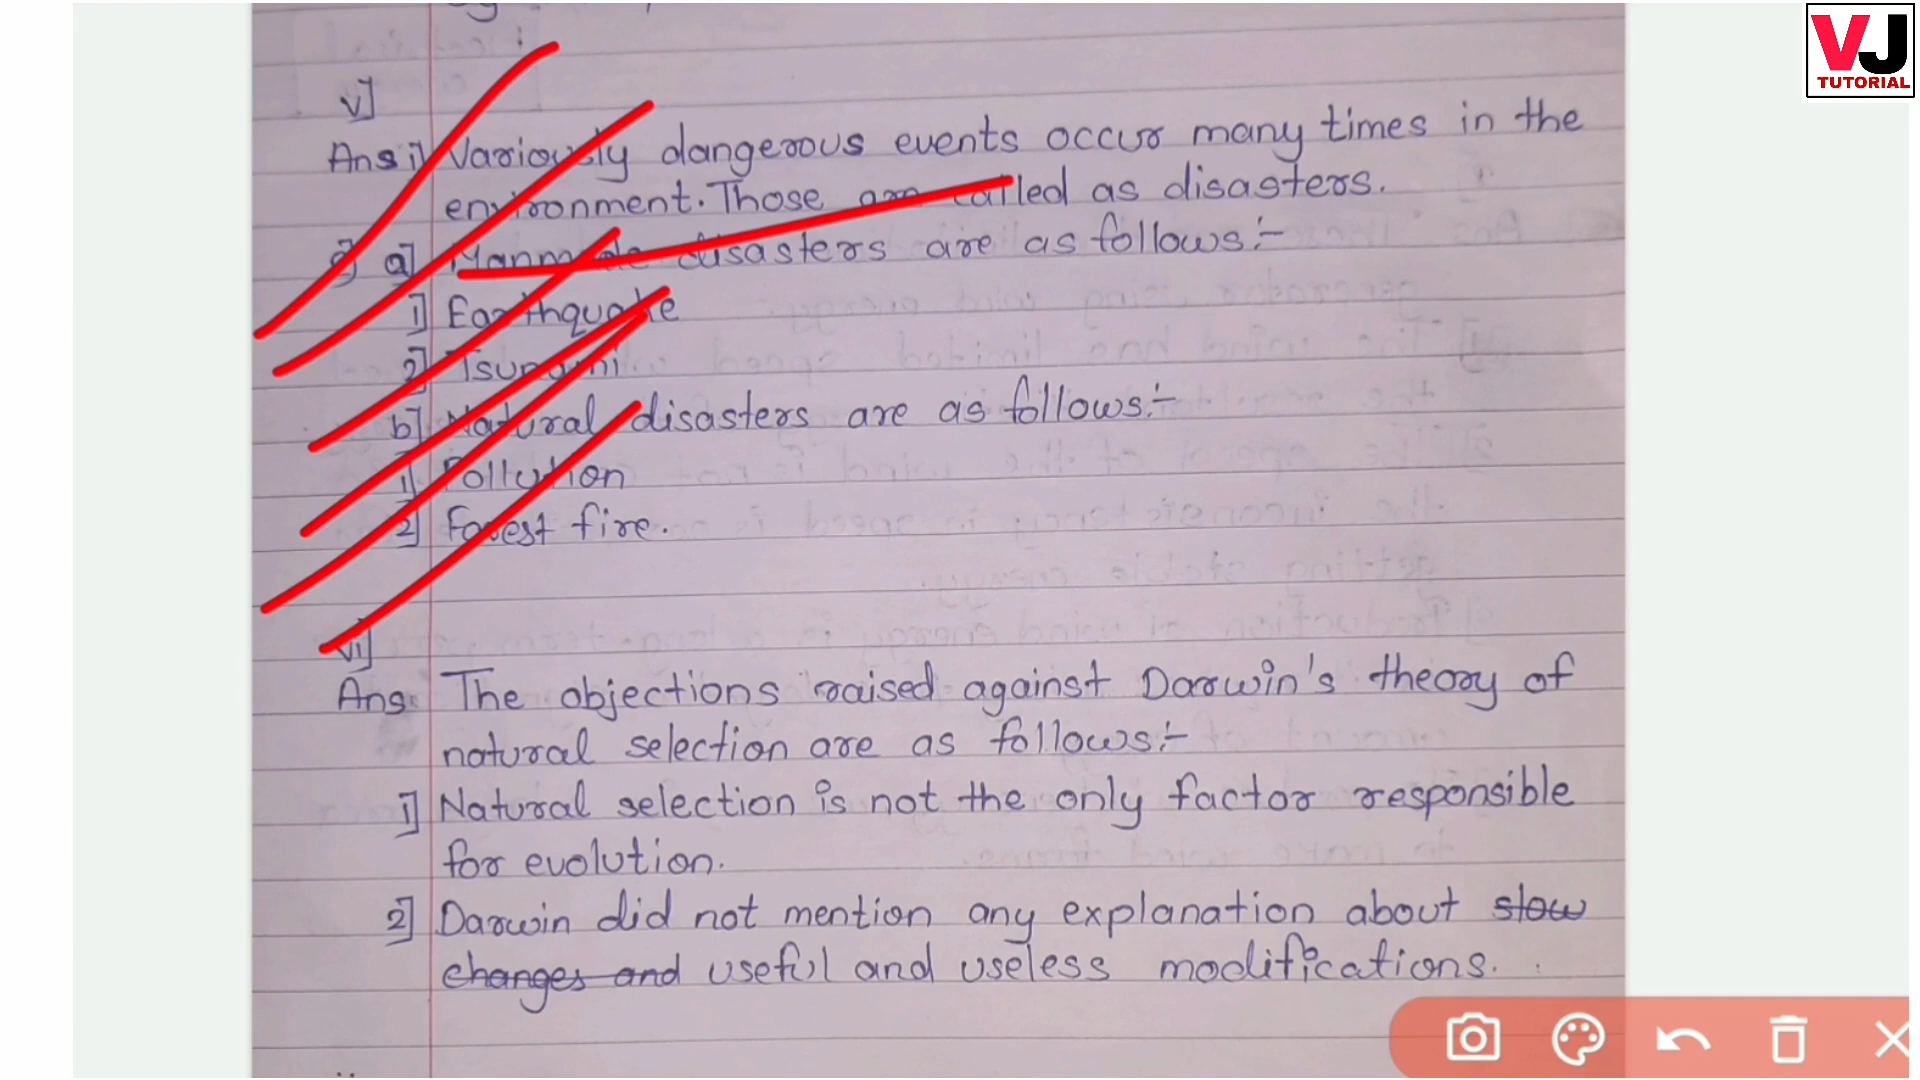 VJ
TUTORIAL
v]
Ans i] Variously dangerous events occur many times in the
environment. Those are called as disasters.
2] a] Manmade disasters are as follows:-
1] Earthquake
2] Tsunami
b] Natural disasters are as follows:-
1] Pollution
2] Forest fire.
vi]
Ans. The objections raised against Darwin's theory of
natural selection are as follows:-
1] Natural selection is not the only factor responsible
for evolution.
2] Darwin did not mention any explanation about slow
changes and useful and useless modifications.